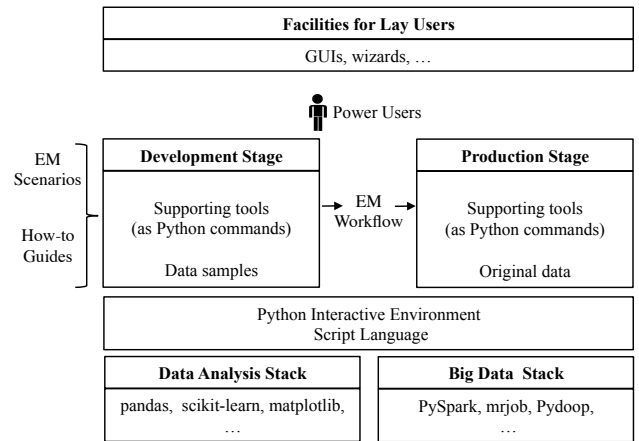 Facilities for Lay Users
GUIs, wizards, …
Power Users
EM
Scenarios
How-to
Guides
Development Stage
Supporting tools
(as Python commands)
Data samples
EM
Workflow
Production Stage
Supporting tools
(as Python commands)
Original data
Python Interactive Environment
Script Language
Data Analysis Stack
pandas, scikit-learn, matplotlib,
…
Big Data Stack
PySpark, mrjob, Pydoop,
…